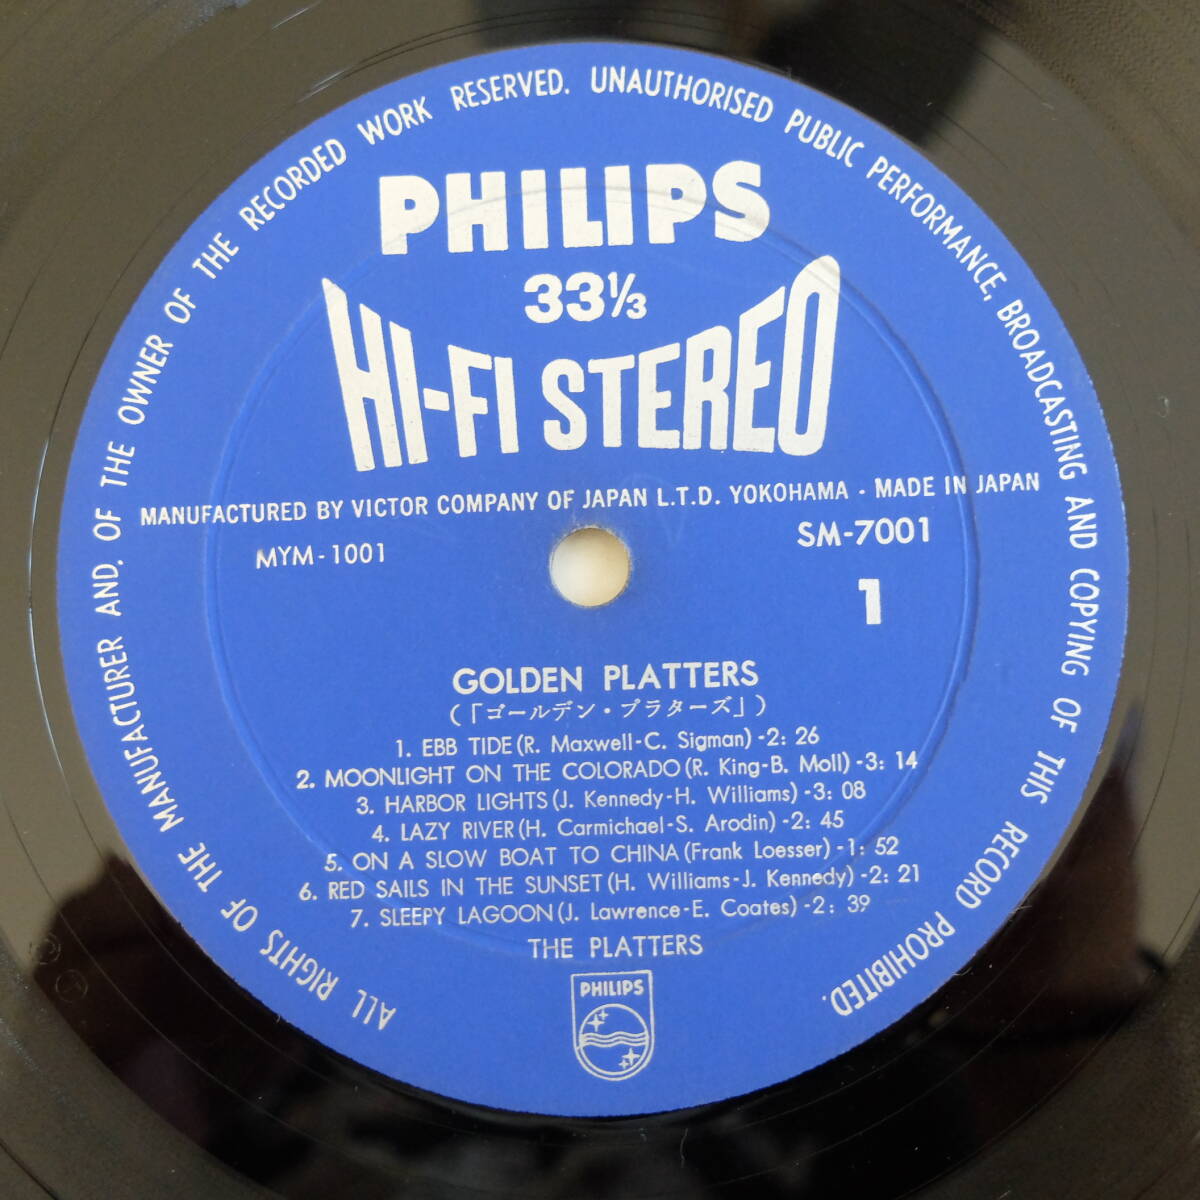 ALL RIGHTS OF THE MANUFACTURER AND, OF THE OWNER OF THE RECORDED WORK RESERVED. UNAUTHORISED PUBLIC PERFORMANCE, BROADCASTING AND COPYING OF THIS RECORD PROHIBITED.
PHILIPS
33⅓
HI-FI STEREO
MANUFACTURED BY VICTOR COMPANY OF JAPAN L.T.D. YOKOHAMA · MADE IN JAPAN
MYM-1001
SM-7001
1
GOLDEN PLATTERS
(「ゴールデン・プラターズ」)
1. EBB TIDE (R. Maxwell-C. Sigman) -2: 26
2. MOONLIGHT ON THE COLORADO (R. King-B. Moll) -3: 14
3. HARBOR LIGHTS (J. Kennedy-H. Williams) -3: 08
4. LAZY RIVER (H. Carmichael-S. Arodin) -2: 45
5. ON A SLOW BOAT TO CHINA (Frank Loesser) -1: 52
6. RED SAILS IN THE SUNSET (H. Williams-J. Kennedy) -2: 21
7. SLEEPY LAGOON (J. Lawrence-E. Coates) -2: 39
THE PLATTERS
PHILIPS